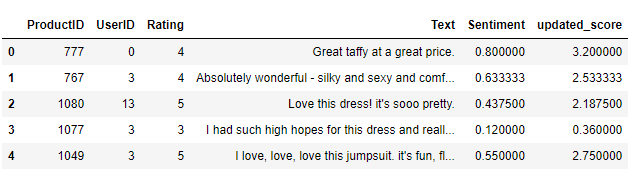 ProductID UserID Rating Text Sentiment updated_score
0 777 0 4 Great taffy at a great price. 0.800000 3.200000
1 767 3 4 Absolutely wonderful - silky and sexy and comf... 0.633333 2.533333
2 1080 13 5 Love this dress! it's sooo pretty. 0.437500 2.187500
3 1077 3 3 I had such high hopes for this dress and reall... 0.120000 0.360000
4 1049 3 5 I love, love, love this jumpsuit. it's fun, fl... 0.550000 2.750000